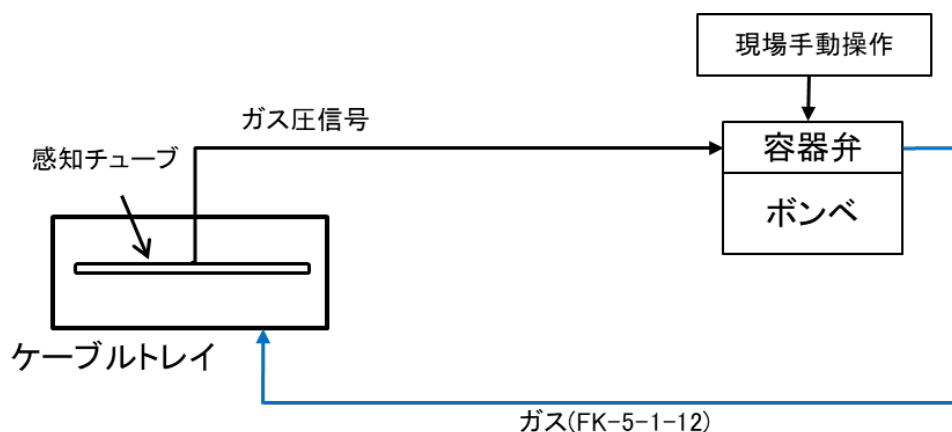 現場手動操作
ガス圧信号
容器弁
感知チューブ
ボンベ
ケーブルトレイ
ガス(FK-5-1-12)